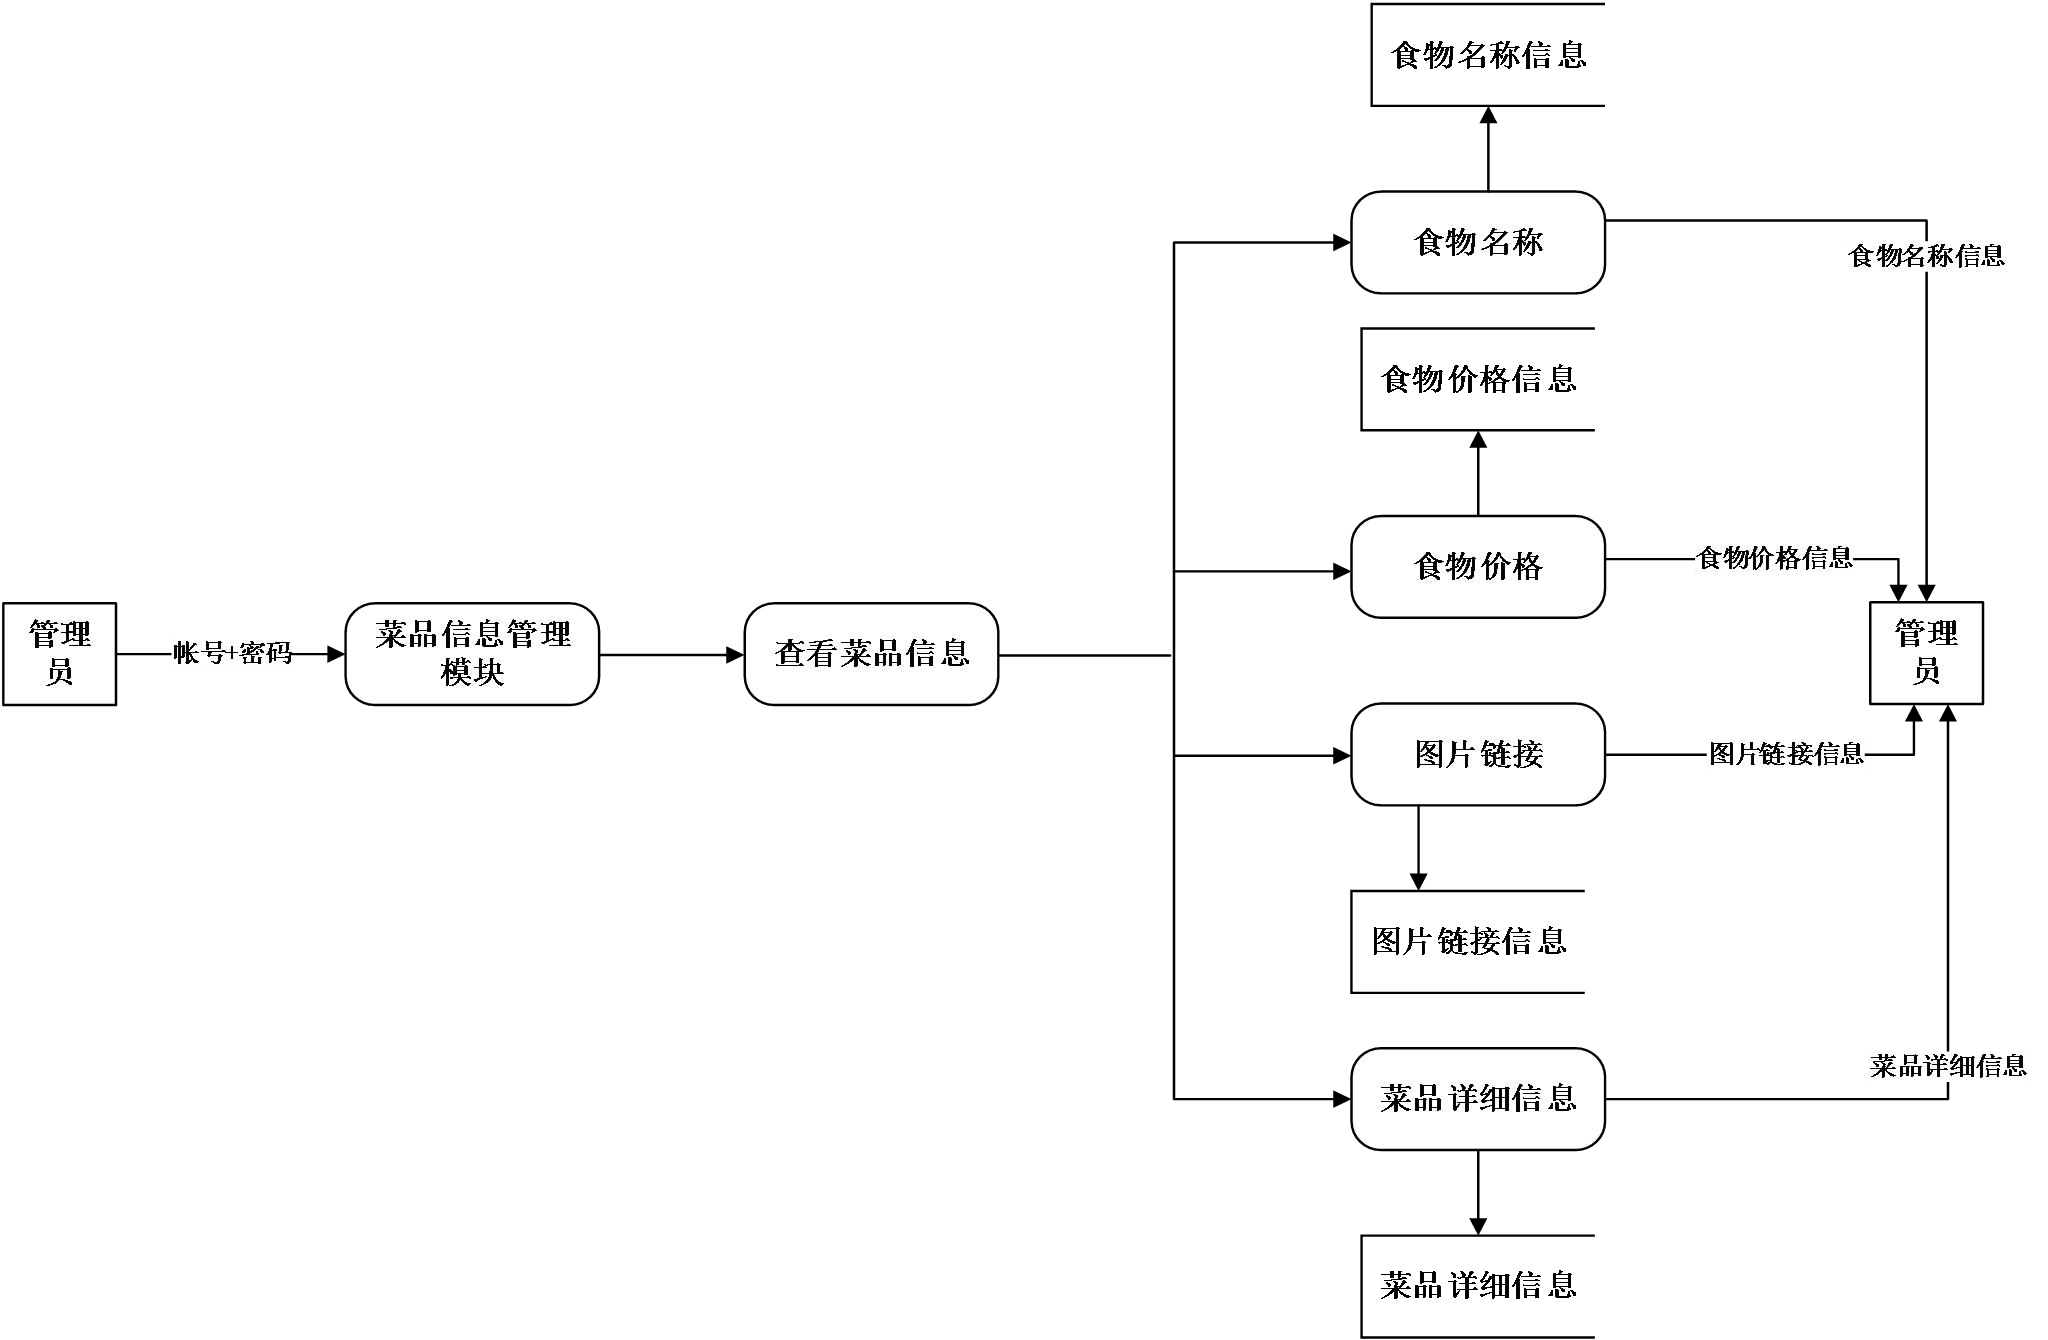 食物名称信息
食物名称
食物名称信息
食物价格信息
食物价格
食物价格信息
管理
员
帐号+密码
菜品信息管理
模块
查看菜品信息
管理
员
图片链接
图片链接信息
图片链接信息
菜品详细信息
菜品详细信息
菜品详细信息